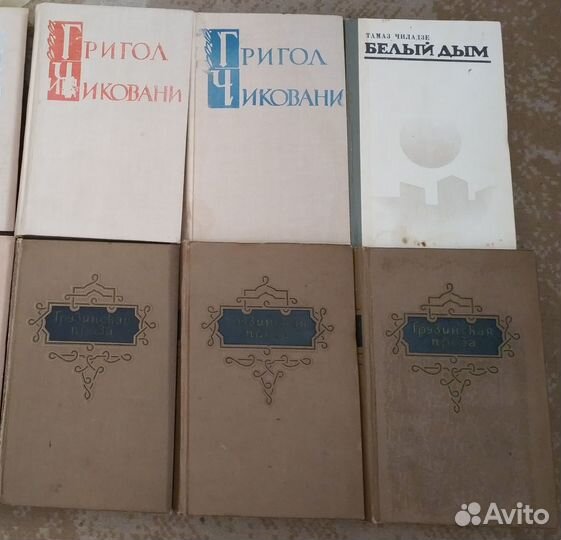 ГРИГОЛ
ЧИКОВАНИ
ГРИГОЛ
ЧИКОВАНИ
ТАМАЗ ЧИЛАДЗЕ
БЕЛЫЙ ДЫМ
Грузинская
проза
Грузинская
проза
Грузинская
проза
Avito